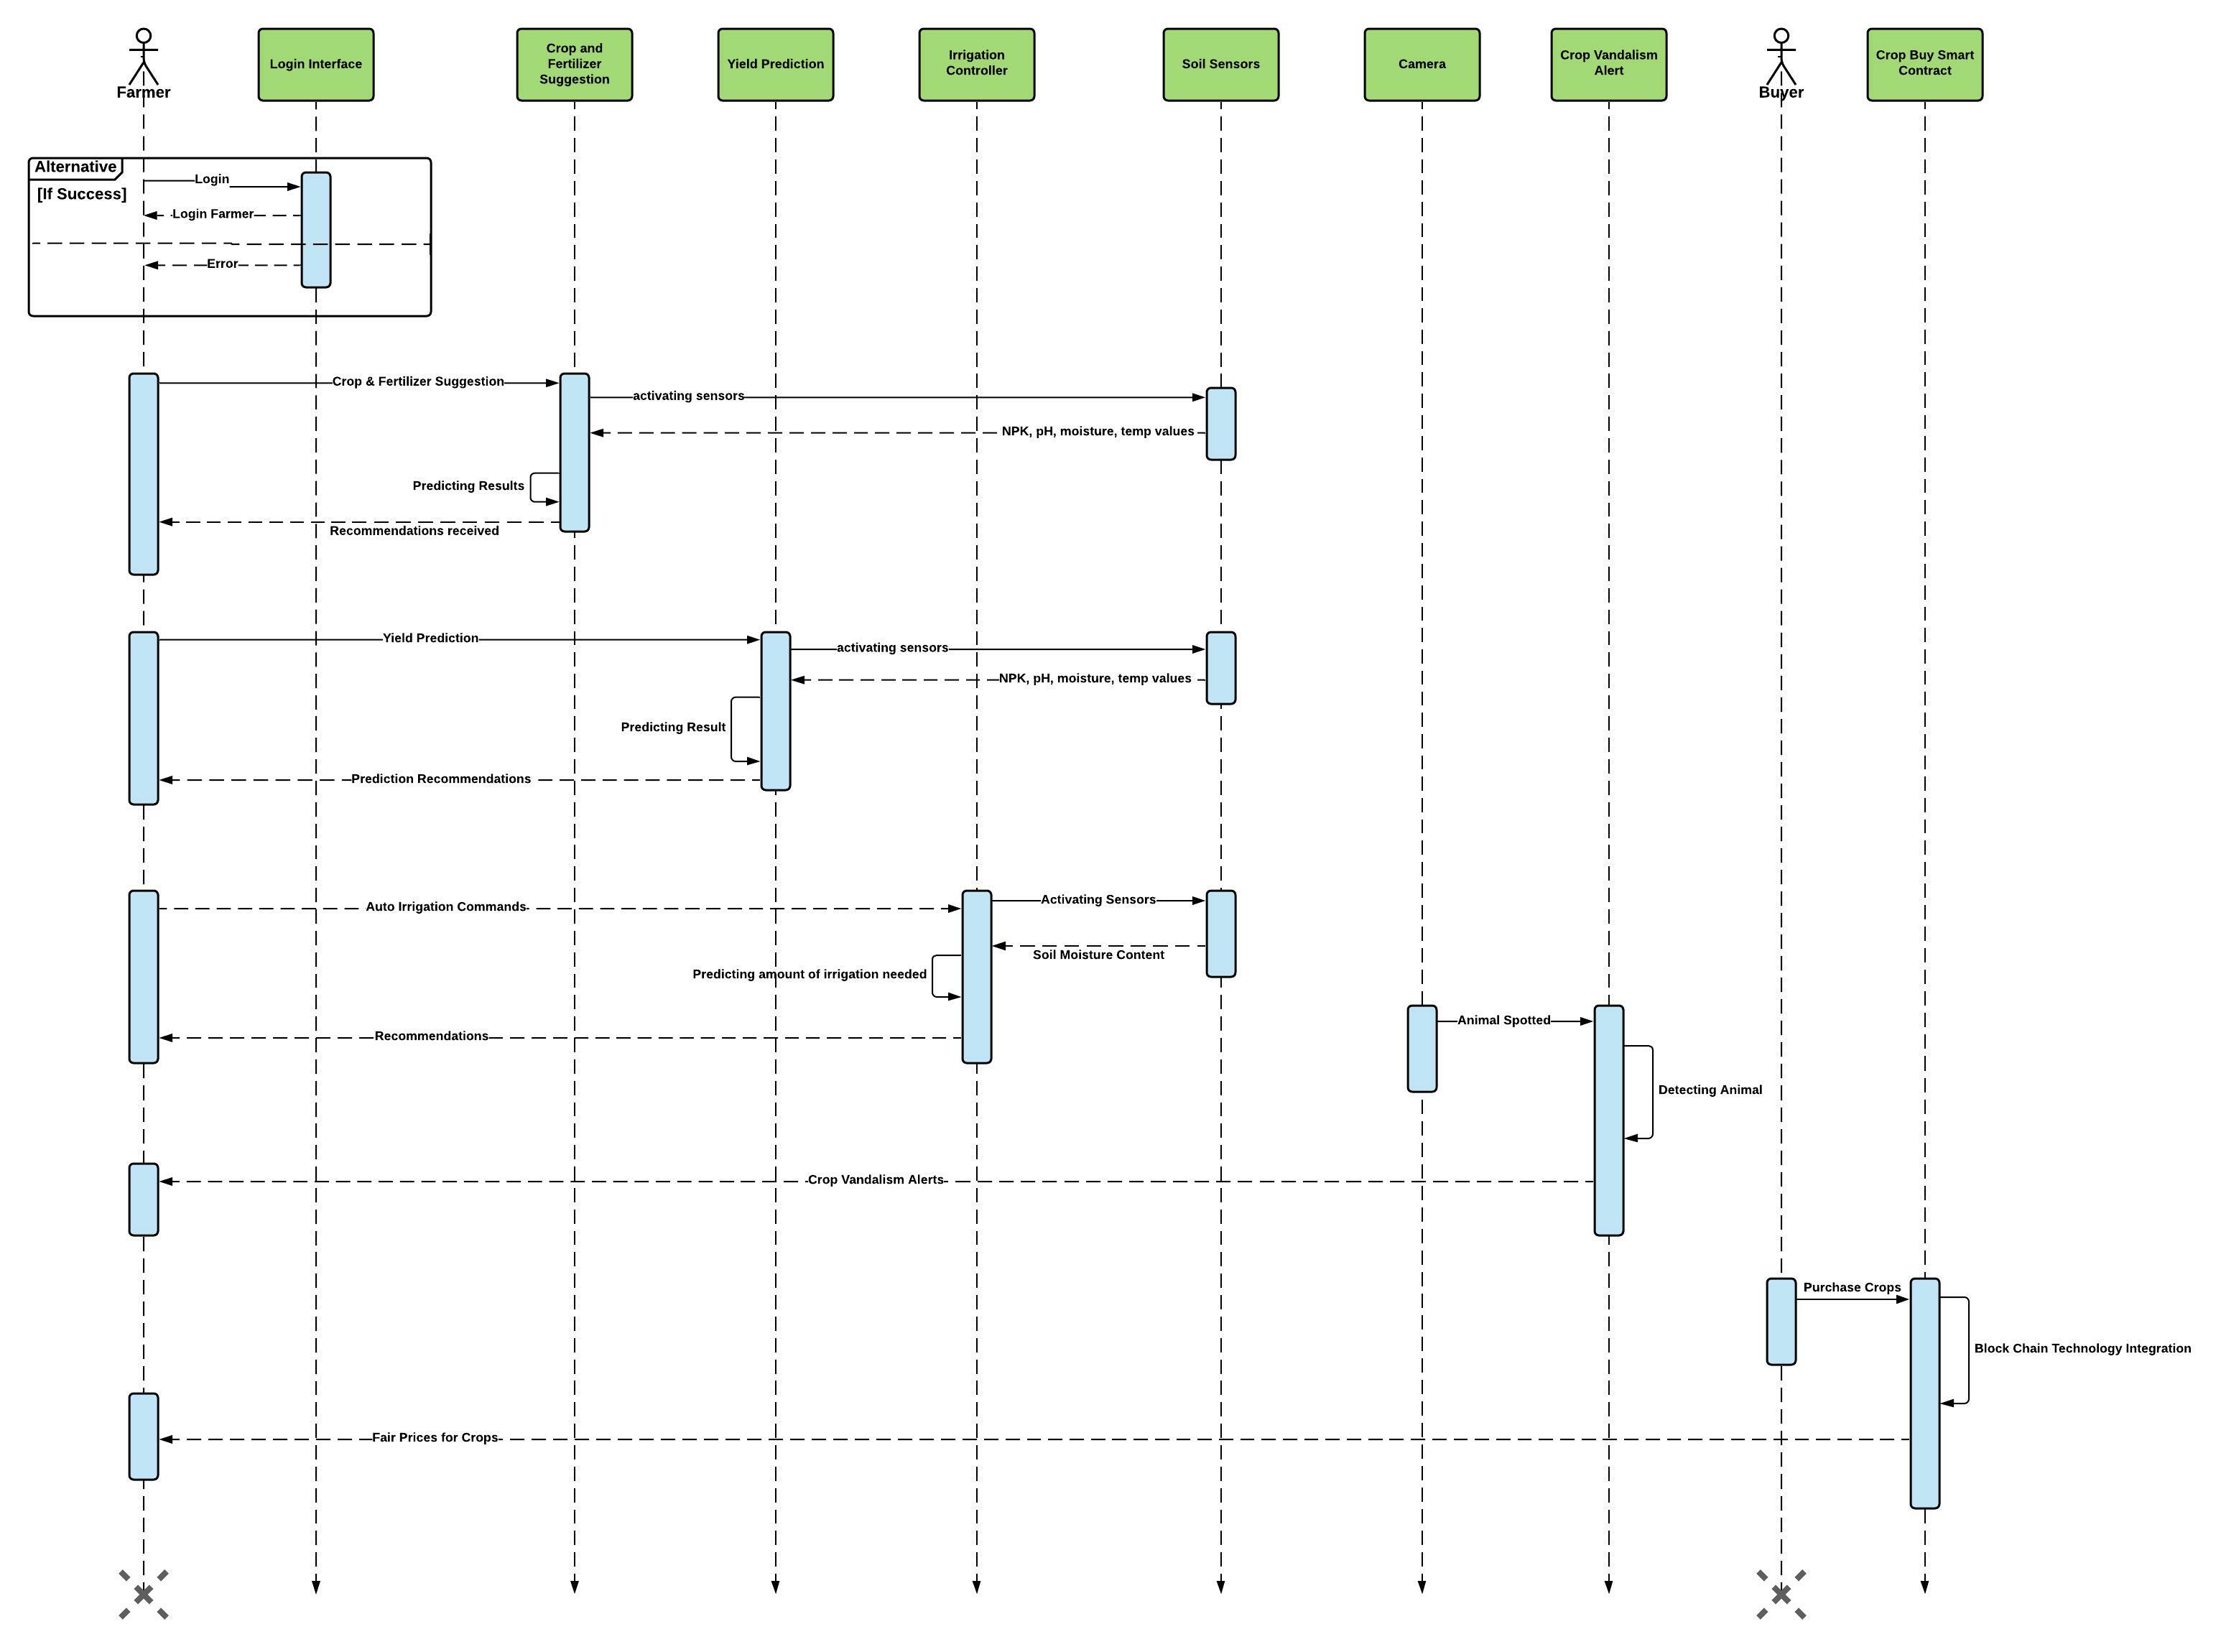 Farmer
Login Interface
Crop and
Fertilizer
Suggestion
Yield Prediction
Irrigation
Controller
Soil Sensors
Camera
Crop Vandalism
Alert
Buyer
Crop Buy Smart
Contract
Alternative
[If Success]
Login
Login Farmer
Error
Crop & Fertilizer Suggestion
activating sensors
NPK, pH, moisture, temp values
Predicting Results
Recommendations received
Yield Prediction
activating sensors
NPK, pH, moisture, temp values
Predicting Result
Prediction Recommendations
Auto Irrigation Commands
Activating Sensors
Soil Moisture Content
Predicting amount of irrigation needed
Recommendations
Animal Spotted
Detecting Animal
Crop Vandalism Alerts
Purchase Crops
Block Chain Technology Integration
Fair Prices for Crops